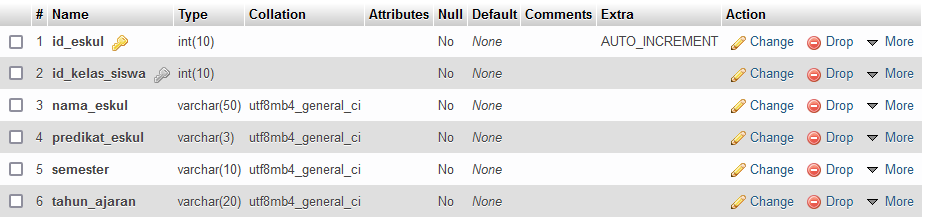 # Name Type Collation Attributes Null Default Comments Extra Action
1 id_eskul int(10) No None AUTO_INCREMENT Change Drop More
2 id_kelas_siswa int(10) No None Change Drop More
3 nama_eskul varchar(50) utf8mb4_general_ci No None Change Drop More
4 predikat_eskul varchar(3) utf8mb4_general_ci No None Change Drop More
5 semester varchar(10) utf8mb4_general_ci No None Change Drop More
6 tahun_ajaran varchar(20) utf8mb4_general_ci No None Change Drop More